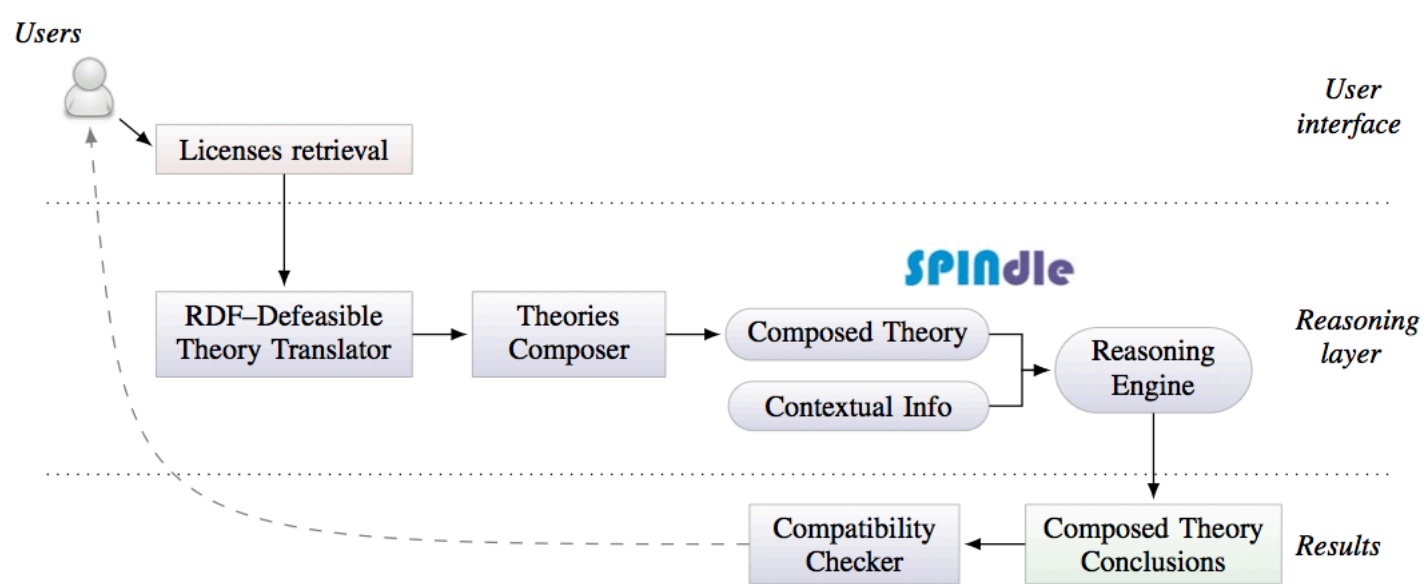 Users
User
interface
Licenses retrieval
SPINdle
RDF–Defeasible
Theory Translator
Theories
Composer
Composed Theory
Contextual Info
Reasoning
Engine
Reasoning
layer
Compatibility
Checker
Composed Theory
Conclusions
Results